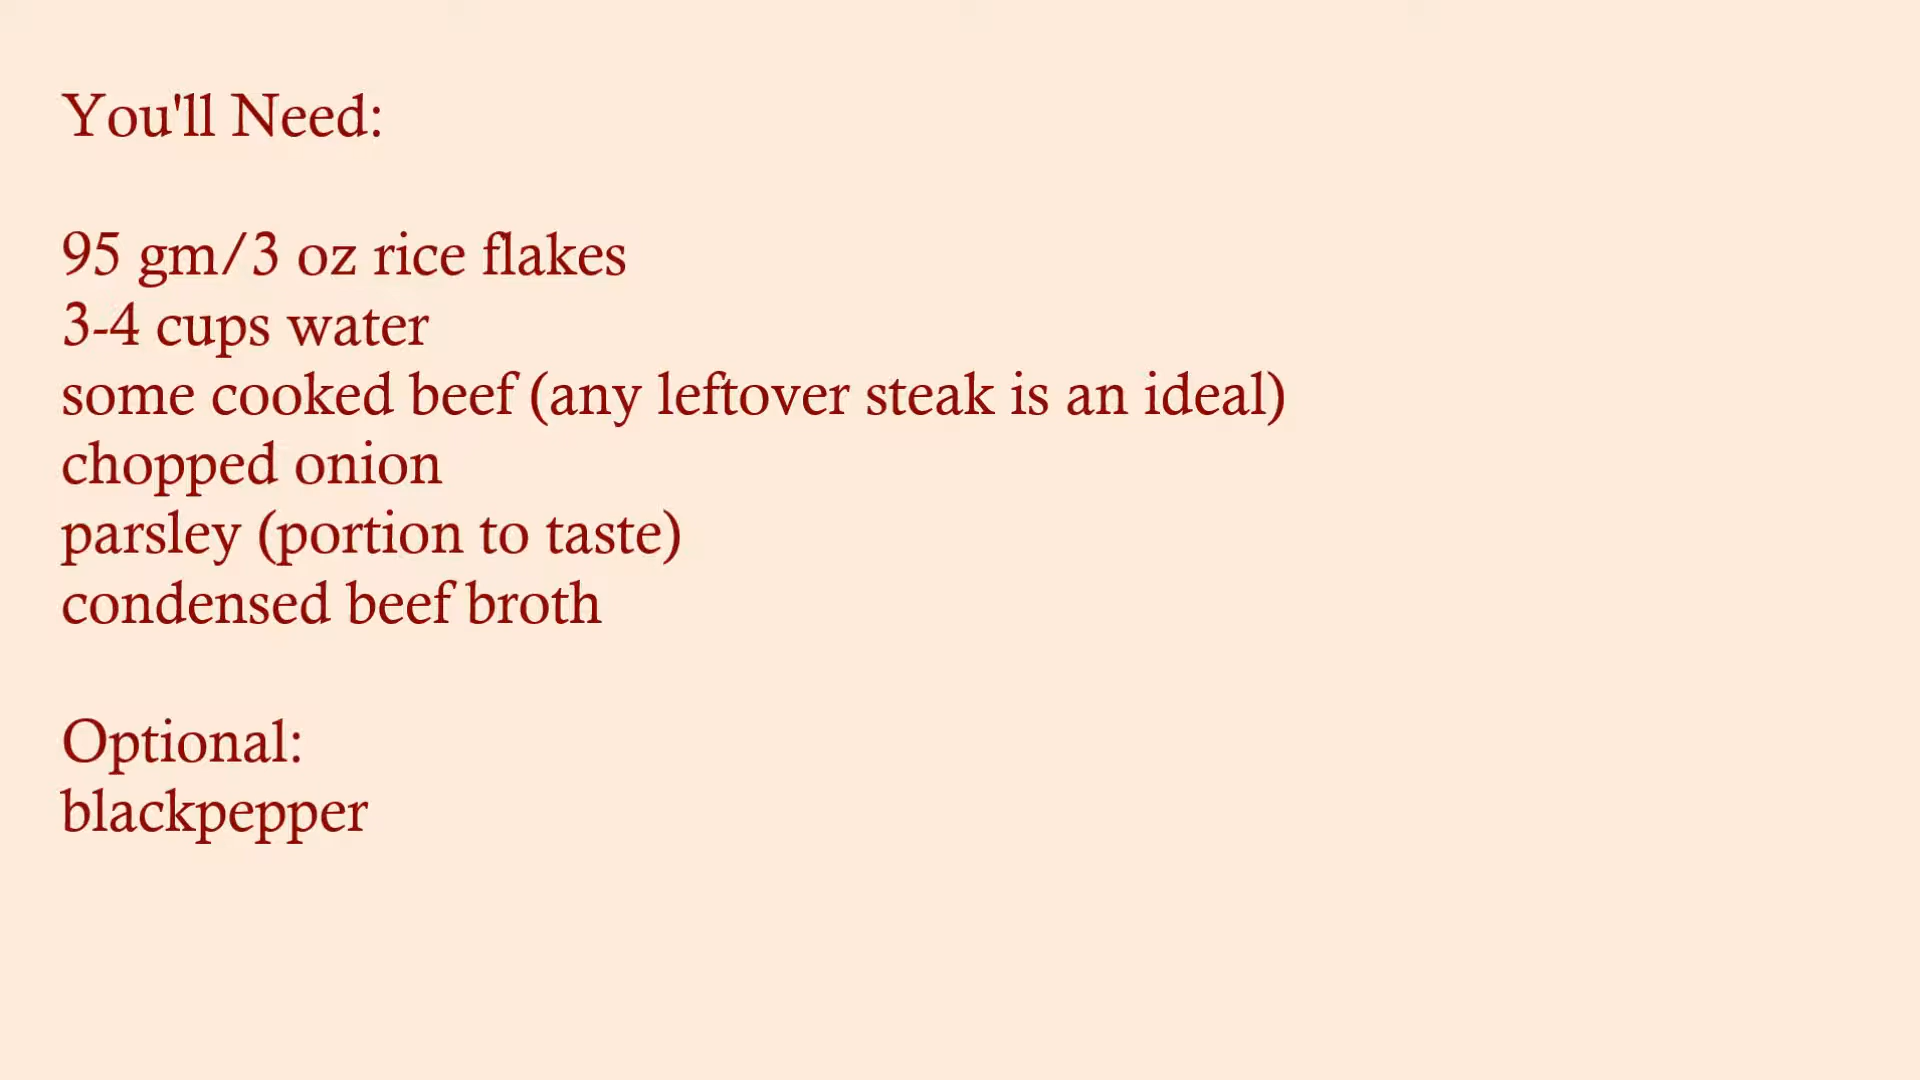 You'll Need:
95 gm/3 oz rice flakes
3-4 cups water
some cooked beef (any leftover steak is an ideal)
chopped onion
parsley (portion to taste)
condensed beef broth
Optional:
blackpepper